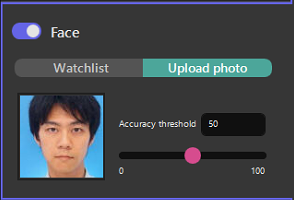 Face
Watchlist Upload photo
Accuracy threshold 50
0 100